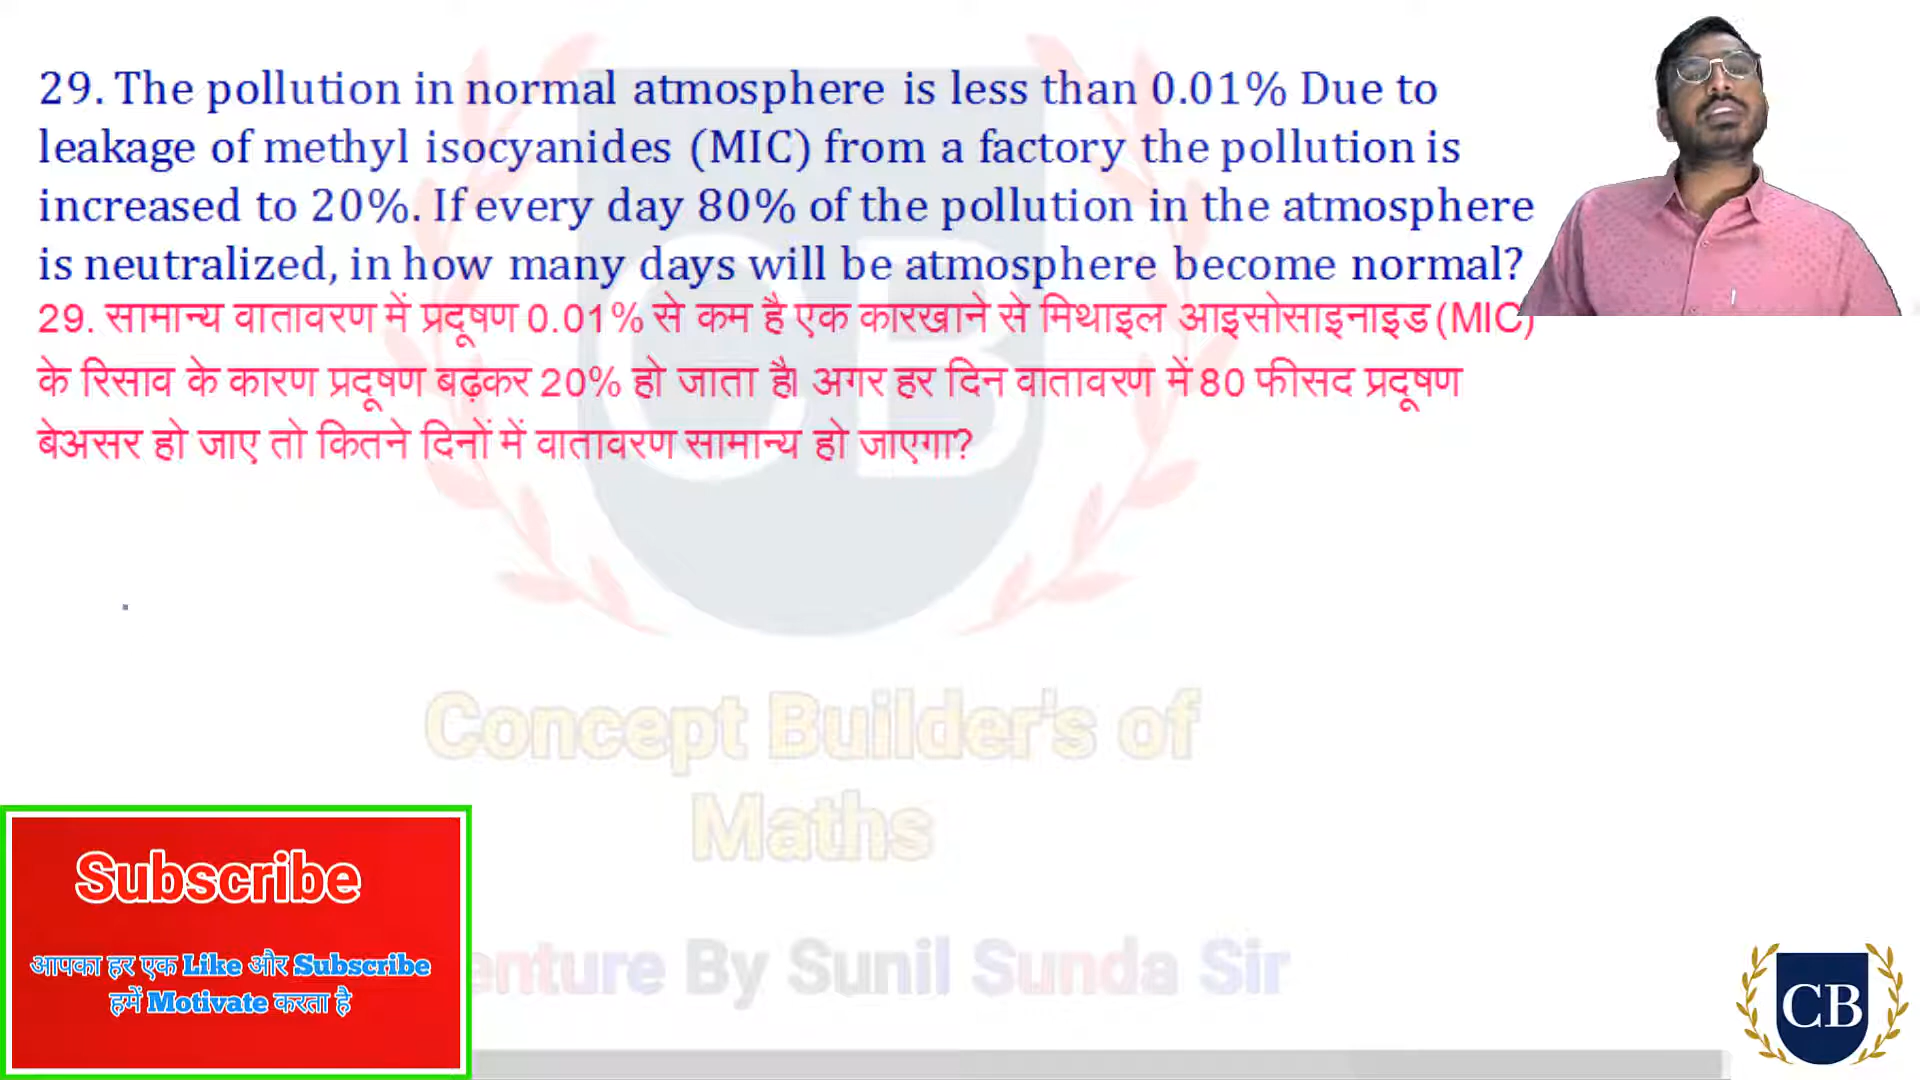 29. The pollution in normal atmosphere is less than 0.01% Due to
leakage of methyl isocyanides (MIC) from a factory the pollution is
increased to 20%. If every day 80% of the pollution in the atmosphere
is neutralized, in how many days will be atmosphere become normal?
29. सामान्य वातावरण में प्रदूषण 0.01% से कम है एक कारखाने से मिथाइल आइसोसाइनाइड (MIC)
के रिसाव के कारण प्रदूषण बढ़कर 20% हो जाता है। अगर हर दिन वातावरण में 80 फीसद प्रदूषण
बेअसर हो जाए तो कितने दिनों में वातावरण सामान्य हो जाएगा?
CB
Concept Builder's of
Maths
enture By Sunil Sunda Sir
Subscribe
आपका हर एक Like और Subscribe
हमें Motivate करता है
CB